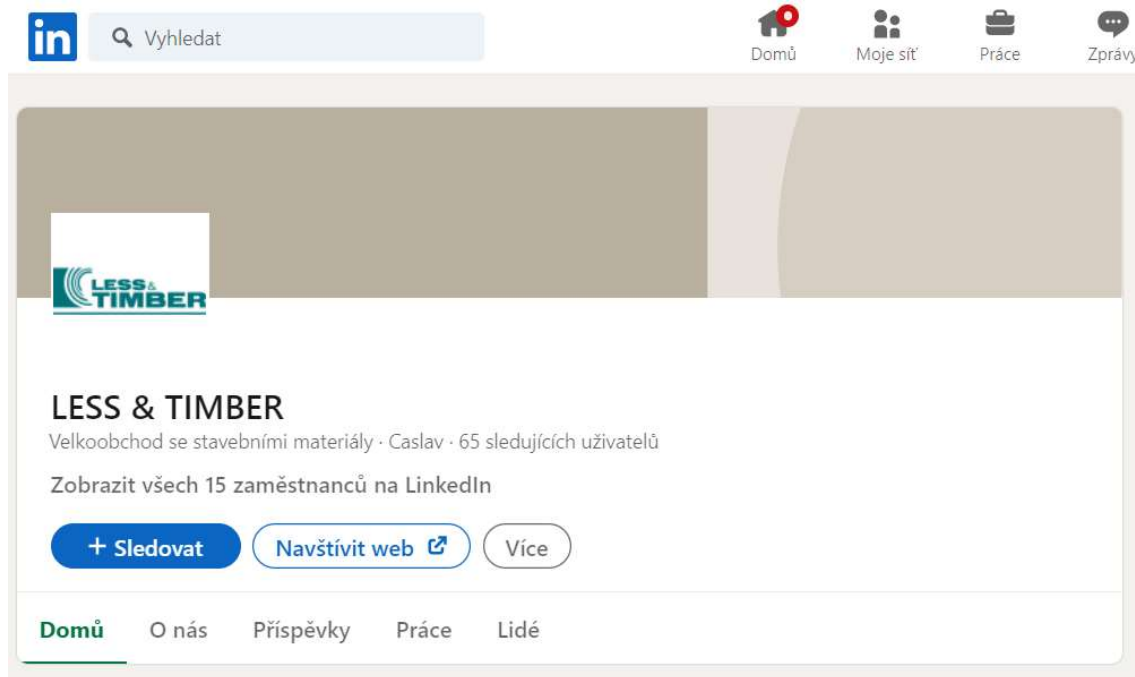 in Vyhledat
Domů Moje síť Práce Zprávy
LESS &
TIMBER
LESS & TIMBER
Velkoobchod se stavebními materiály · Caslav · 65 sledujících uživatelů
Zobrazit všech 15 zaměstnanců na LinkedIn
+ Sledovat Navštívit web Více
Domů O nás Příspěvky Práce Lidé